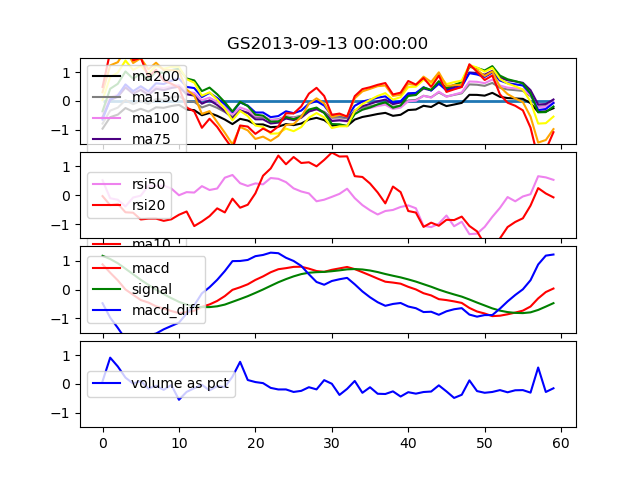 GS2013-09-13 00:00:00
1
0
−1
ma200
ma150
ma100
ma75
1
0
−1
rsi50
rsi20
ma10
1
0
−1
macd
signal
macd_diff
1
0
−1
volume as pct
0 10 20 30 40 50 60